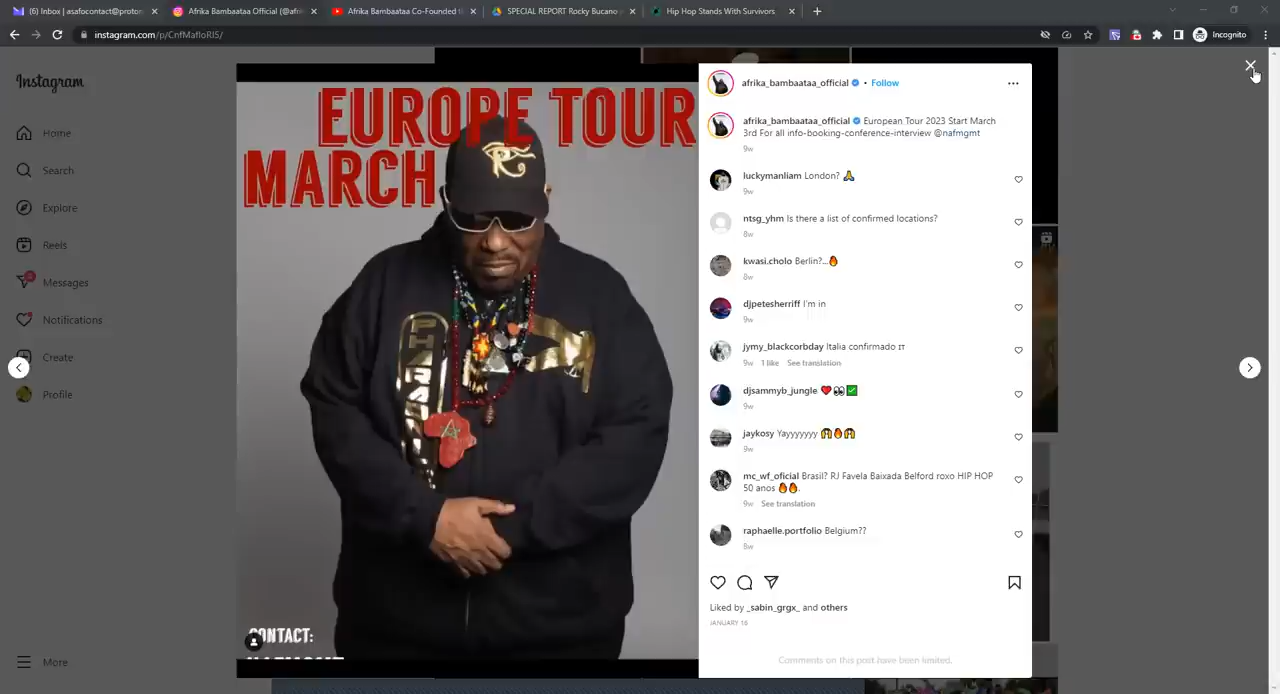 (6) Inbox | asafocontact@proton
Afrika Bambaataa Official (@afri
Afrika Bambaataa Co-Founded t
SPECIAL REPORT Rocky Bucano
Hip Hop Stands With Survivors
instagram.com/p/CnfMafloRI5/
Incognito
Instagram
Home
Search
Explore
Reels
Messages
Notifications
Create
Profile
More
EUROPE TOUR
MARCH
PHARAOH
CONTACT:
afrika_bambaataa_official • Follow
afrika_bambaataa_official European Tour 2023 Start March
3rd For all info-booking-conference-interview @nafmgmt
9w
luckymanliam London? 🙏
9w
ntsg_yhm Is there a list of confirmed locations?
8w
kwasi.cholo Berlin?...🔥
8w
djpetesherriff I'm in
9w
jymy_blackcorbday Italia confirmado IT
9w 1 like See translation
djsammyb_jungle ❤️👀✅
9w
jaykosy Yayyyyyyy 🙌🔥🙌
9w
mc_wf_oficial Brasil? RJ Favela Baixada Belford roxo HIP HOP
50 anos 🔥🔥.
9w See translation
raphaelle.portfolio Belgium??
8w
Liked by _sabin_grgx_ and others
JANUARY 16
Comments on this post have been limited.